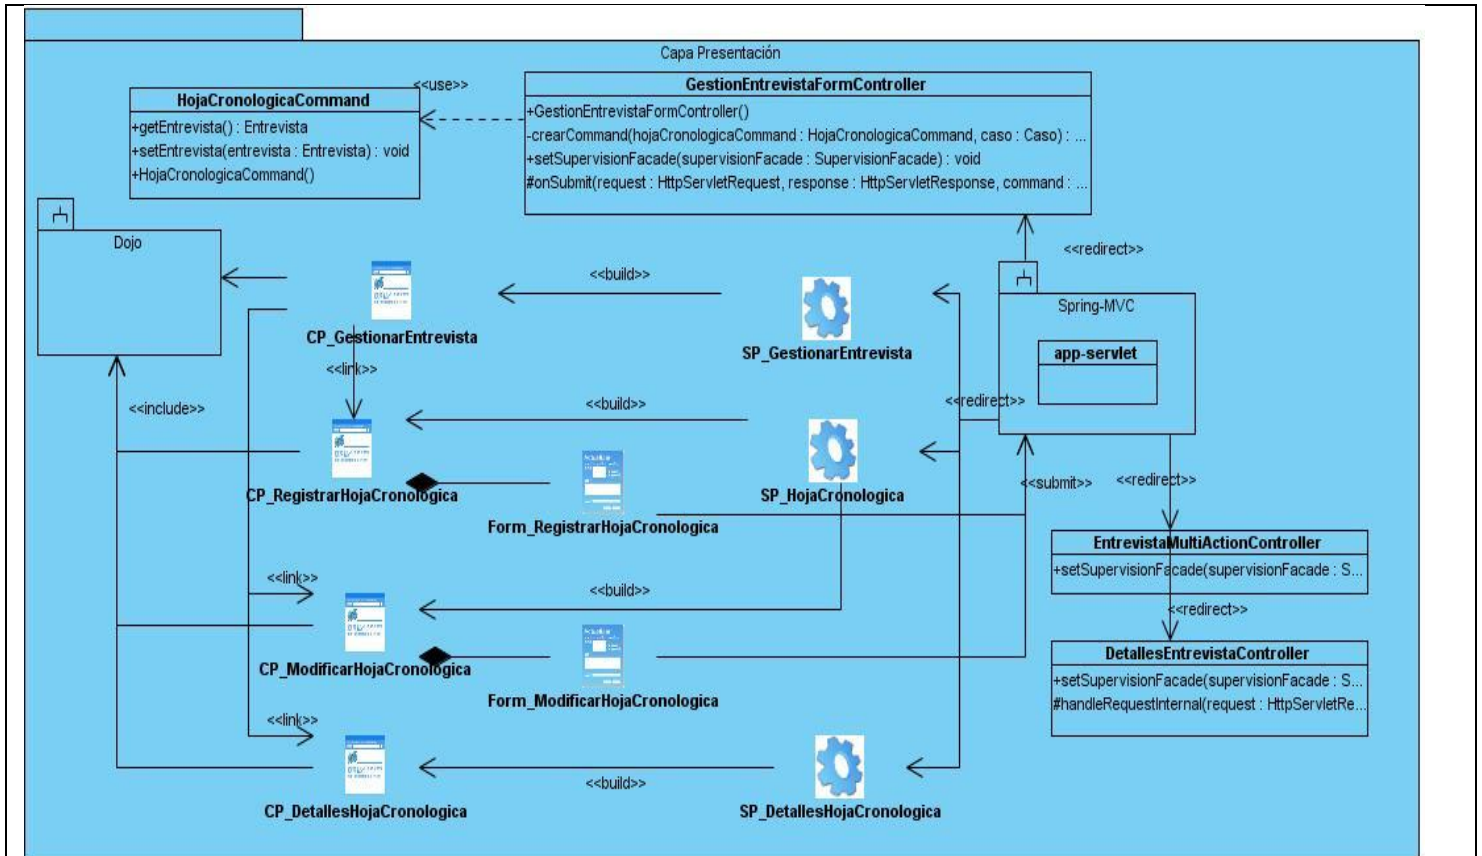 Capa Presentación
<<use>>
HojaCronologicaCommand
+getEntrevista() : Entrevista
+setEntrevista(entrevista : Entrevista) : void
+HojaCronologicaCommand()
GestionEntrevistaFormController
+GestionEntrevistaFormController()
-crearCommand(hojaCronologicaCommand : HojaCronologicaCommand, caso : Caso) : ...
+setSupervisionFacade(supervisionFacade : SupervisionFacade) : void
#onSubmit(request : HttpServletRequest, response : HttpServletResponse, command : ...
Dojo
<<redirect>>
<<build>>
Spring-MVC
CP_GestionarEntrevista
SP_GestionarEntrevista
app-servlet
<<link>>
<<include>>
<<build>>
<<redirect>>
CP_RegistrarHojaCronologica
SP_HojaCronologica
<<submit>>
<<redirect>>
Form_RegistrarHojaCronologica
EntrevistaMultiActionController
+setSupervisionFacade(supervisionFacade : S...
<<link>>
<<build>>
<<redirect>>
CP_ModificarHojaCronologica
Form_ModificarHojaCronologica
DetallesEntrevistaController
+setSupervisionFacade(supervisionFacade : S...
#handleRequestInternal(request : HttpServletRe...
<<link>>
<<build>>
CP_DetallesHojaCronologica
SP_DetallesHojaCronologica